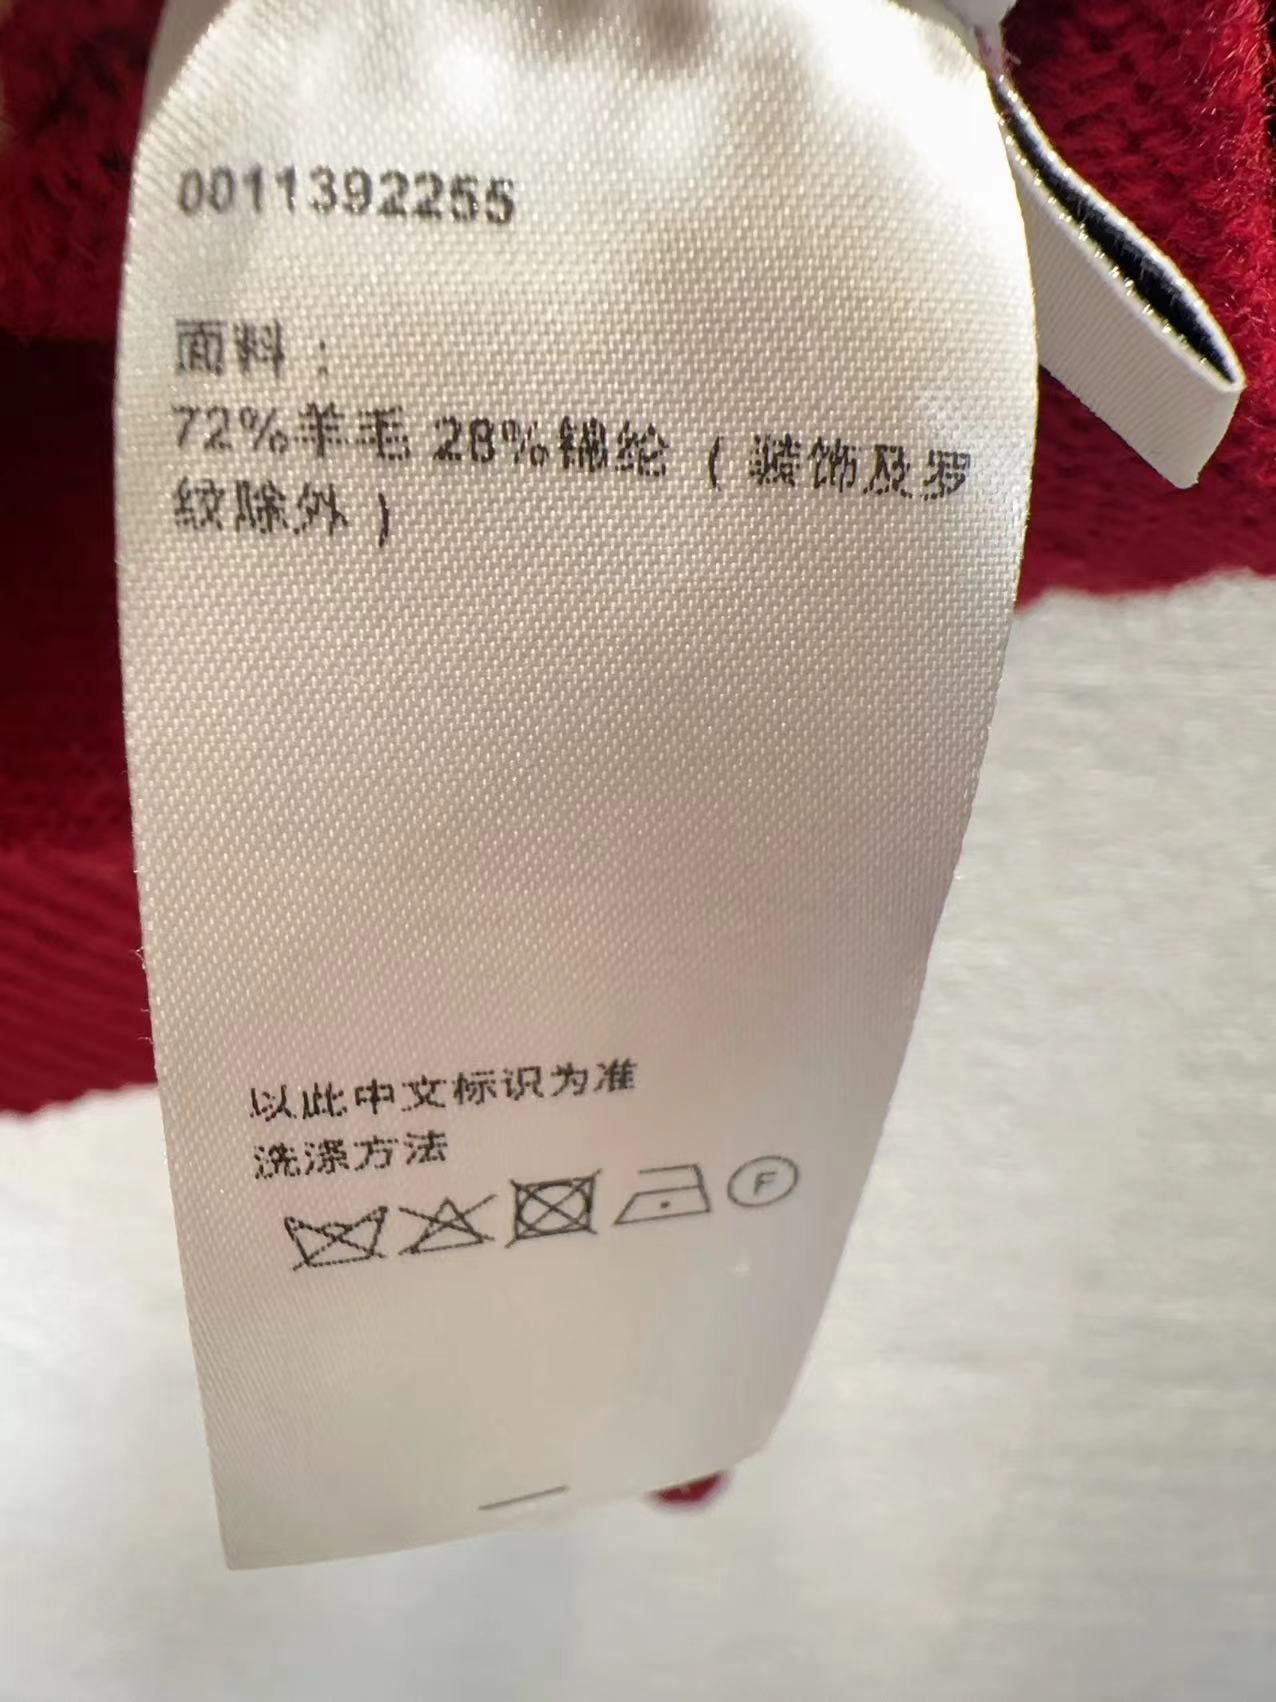 0011392255
面料：
72%羊毛 28%锦纶（装饰及罗
纹除外）
以此中文标识为准
洗涤方法
F